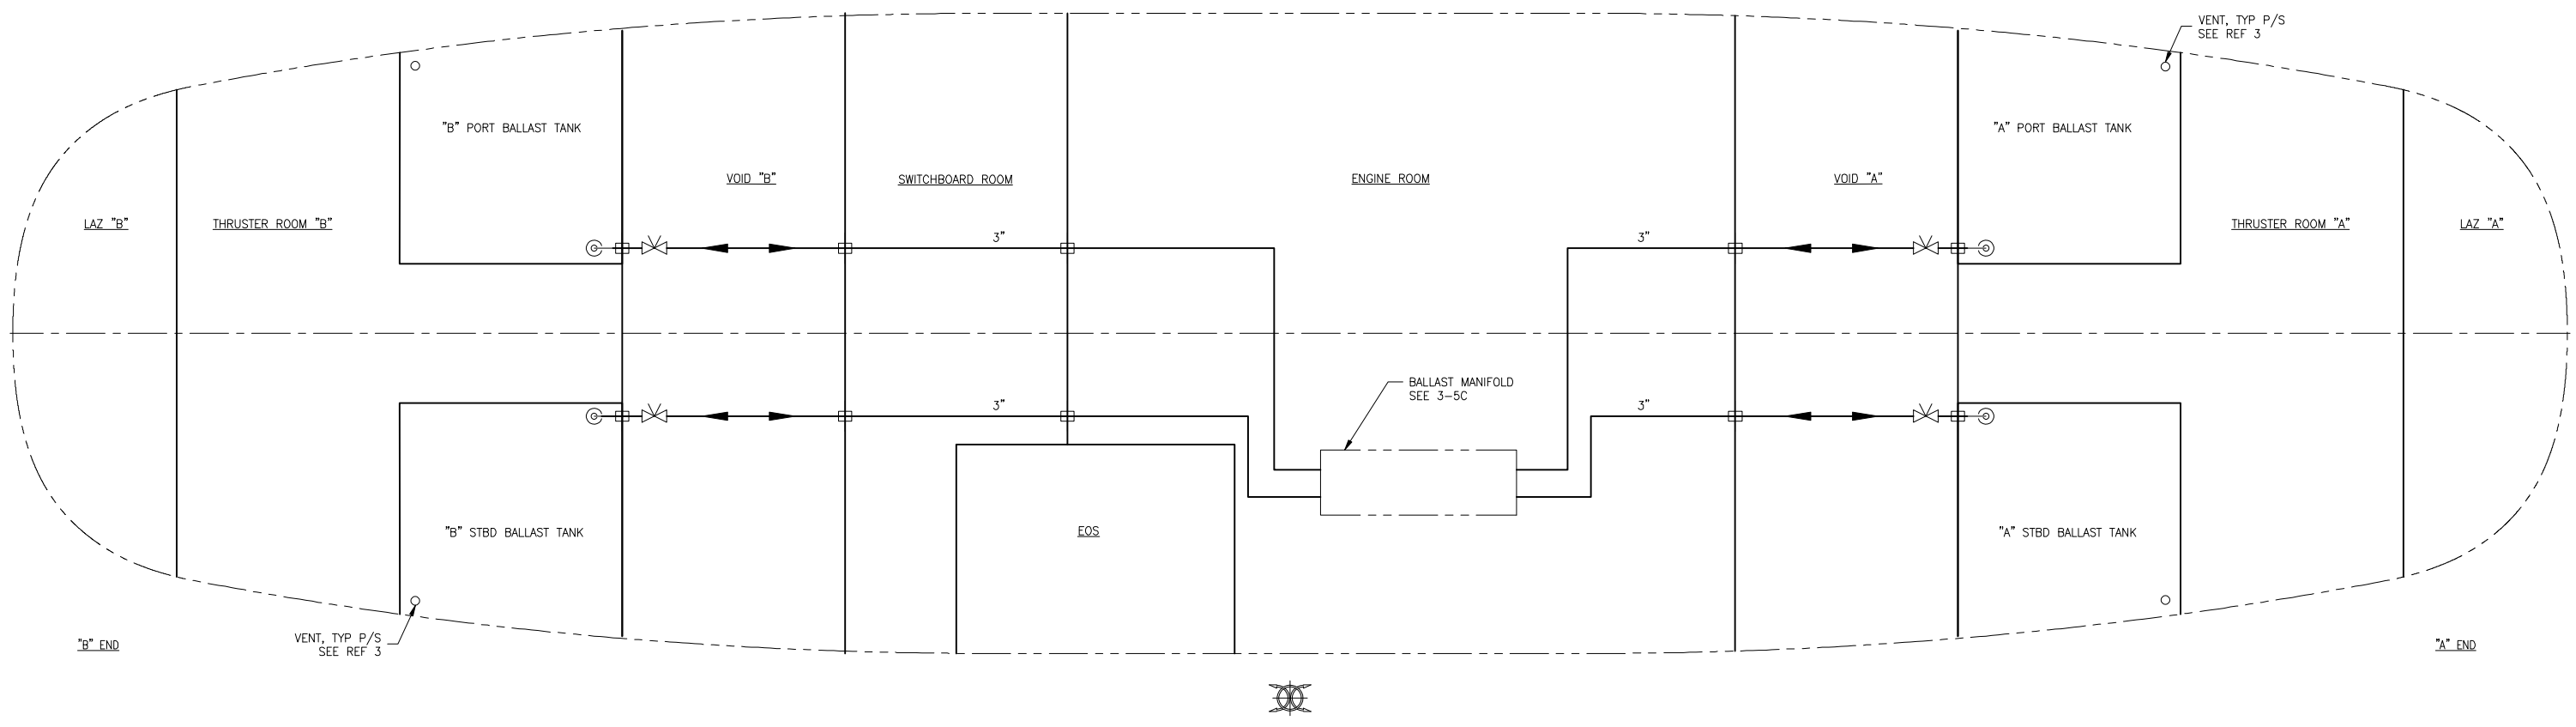 VENT, TYP P/S
SEE REF 3
"B" PORT BALLAST TANK
"A" PORT BALLAST TANK
VOID "B"
SWITCHBOARD ROOM
ENGINE ROOM
VOID "A"
LAZ "B"
THRUSTER ROOM "B"
THRUSTER ROOM "A"
LAZ "A"
3"
3"
BALLAST MANIFOLD
SEE 3-5C
3"
3"
"B" STBD BALLAST TANK
EOS
"A" STBD BALLAST TANK
VENT, TYP P/S
SEE REF 3
"B" END
"A" END